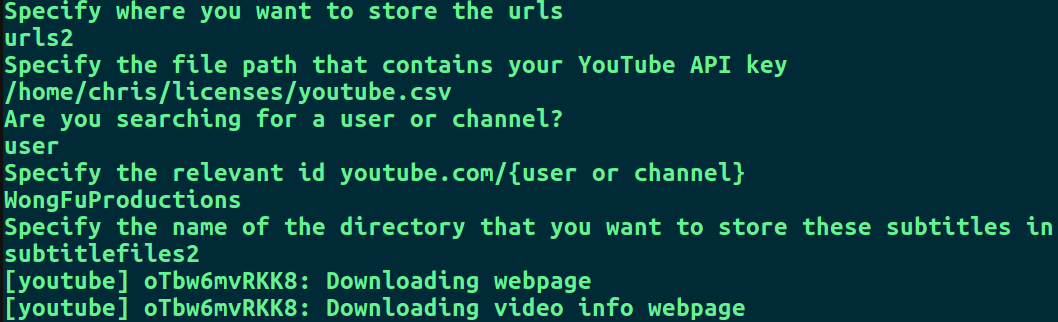 Specify where you want to store the urls
urls2
Specify the file path that contains your YouTube API key
/home/chris/licenses/youtube.csv
Are you searching for a user or channel?
user
Specify the relevant id youtube.com/{user or channel}
WongFuProductions
Specify the name of the directory that you want to store these subtitles in
subtitlefiles2
[youtube] oTbw6mvRKK8: Downloading webpage
[youtube] oTbw6mvRKK8: Downloading video info webpage